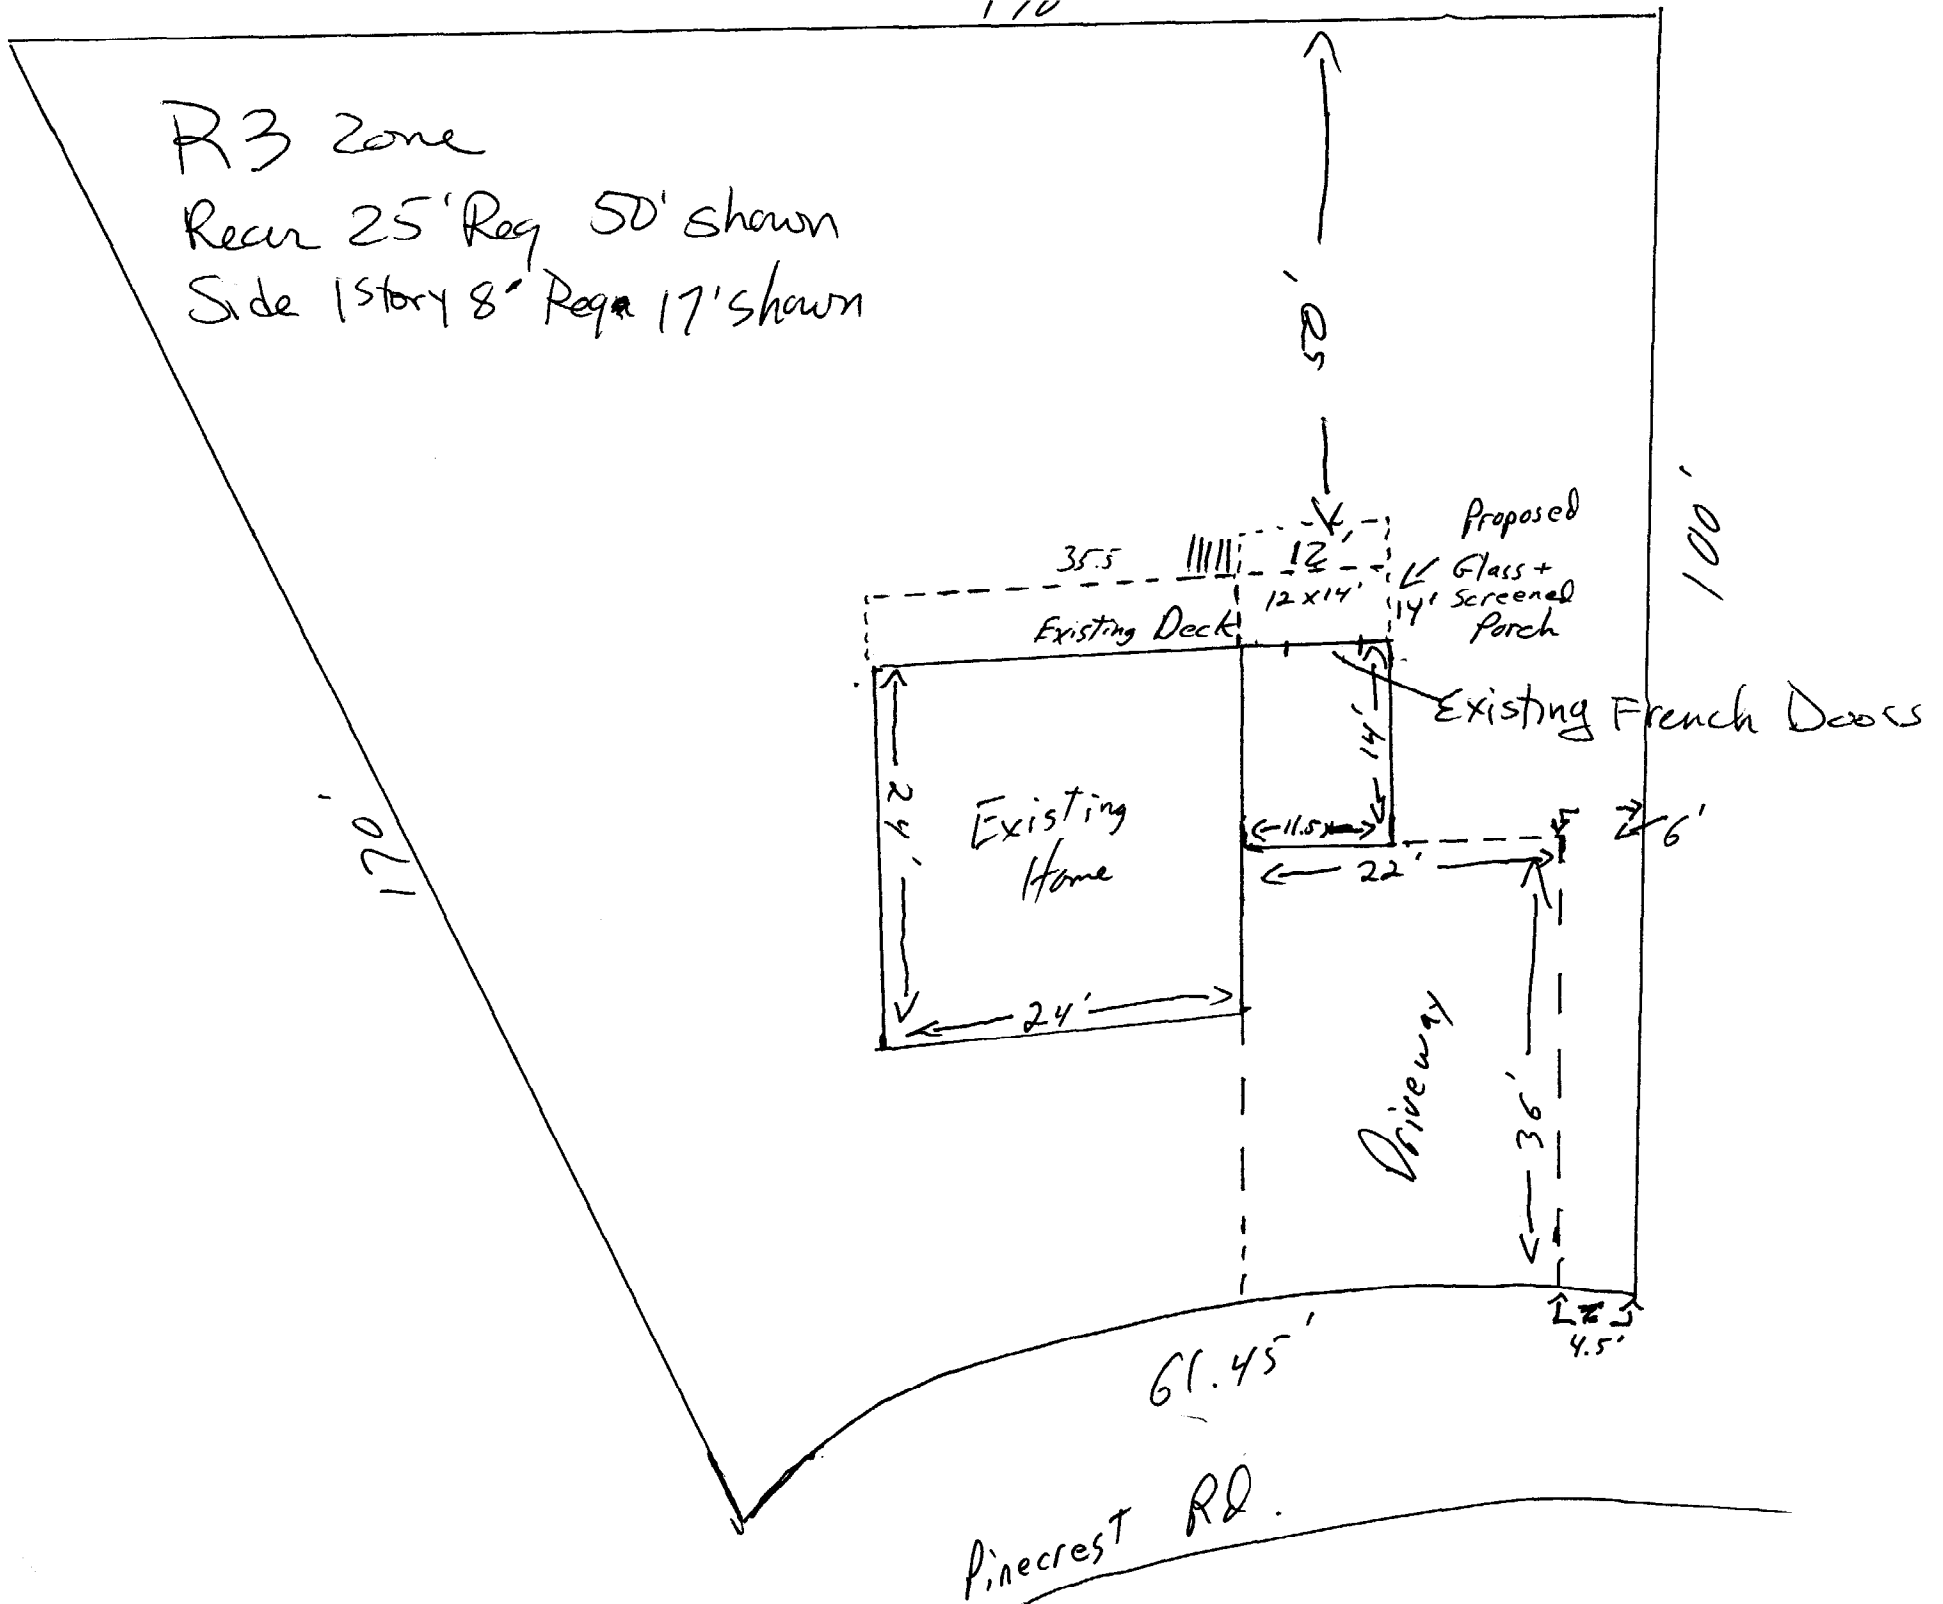 R3 Zone
Rear 25' Req 50' shown
Side 1 Story 8' Req 17' shown
50'
100'
170'
35.5
12'
12 x 14'
14'
Proposed
Glass +
Screened
Porch
Existing Deck
Existing French Doors
14'
24'
Existing
Home
11.5
22'
6'
24'
Driveway
36'
4.5'
61.45'
Pinecrest Rd.